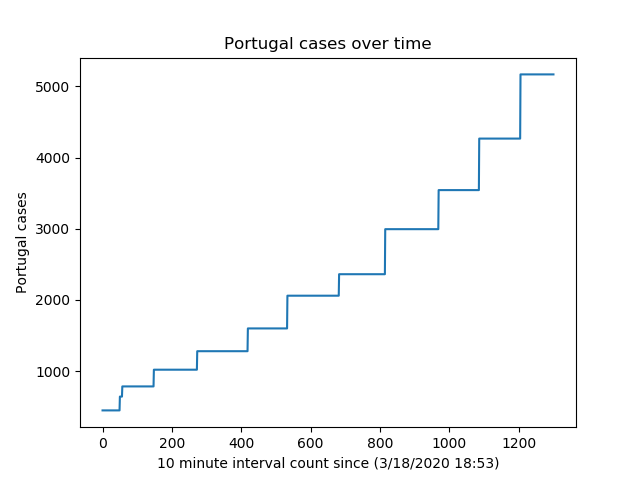 Portugal cases over time
5000
4000
3000
2000
1000
Portugal cases
0 200 400 600 800 1000 1200
10 minute interval count since (3/18/2020 18:53)